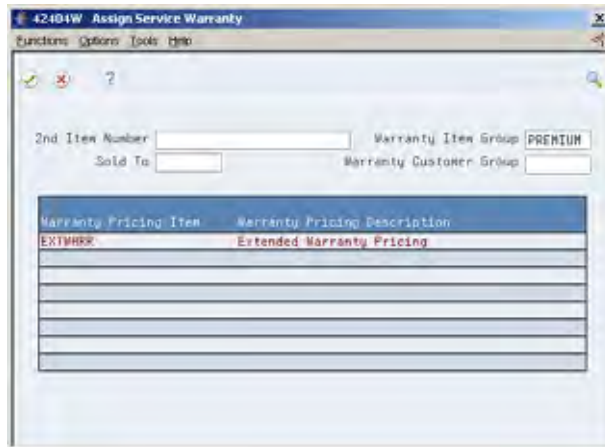 42404W Assign Service Warranty
Functions Options Tools Help
?
2nd Item Number Warranty Item Group PREMIUM
Sold To Warranty Customer Group
Warranty Pricing Item Warranty Pricing Description
EXTWARR Extended Warranty Pricing